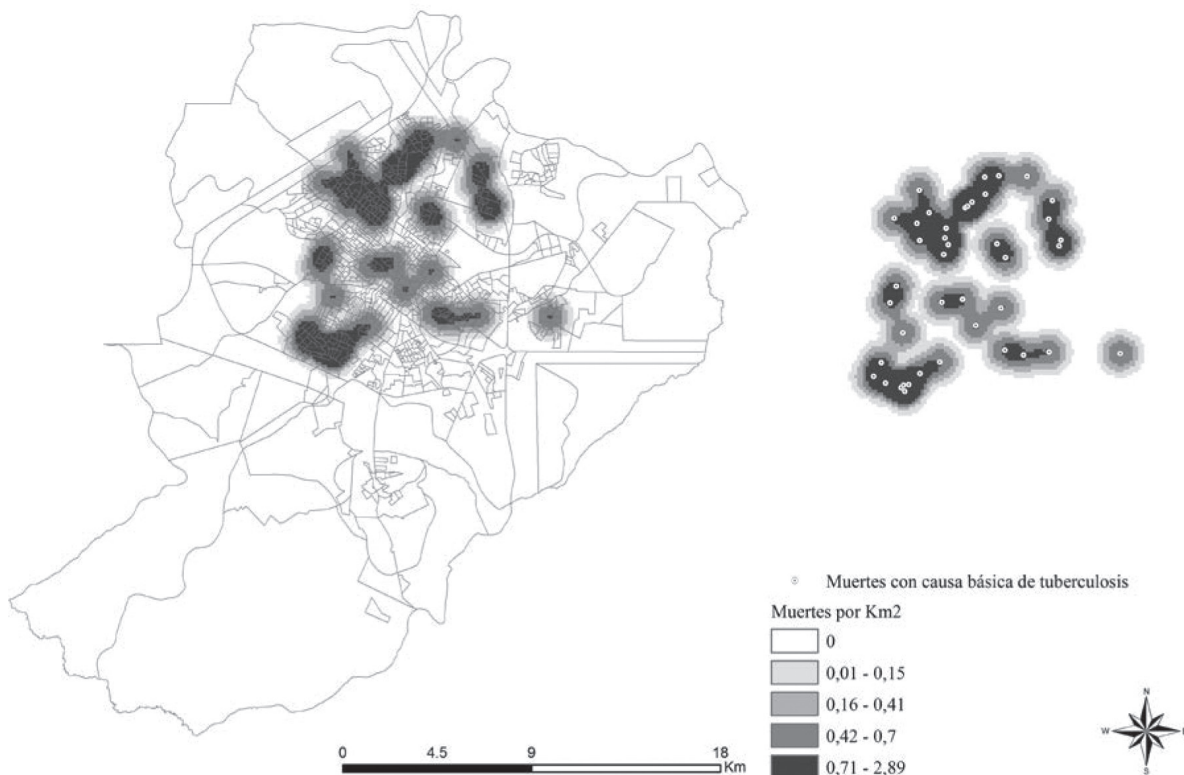 Muertes con causa básica de tuberculosis
Muertes por Km2
0
0,01 - 0,15
0,16 - 0,41
0,42 - 0,7
0,71 - 2,89
0 4.5 9 18
Km
N
W E
S